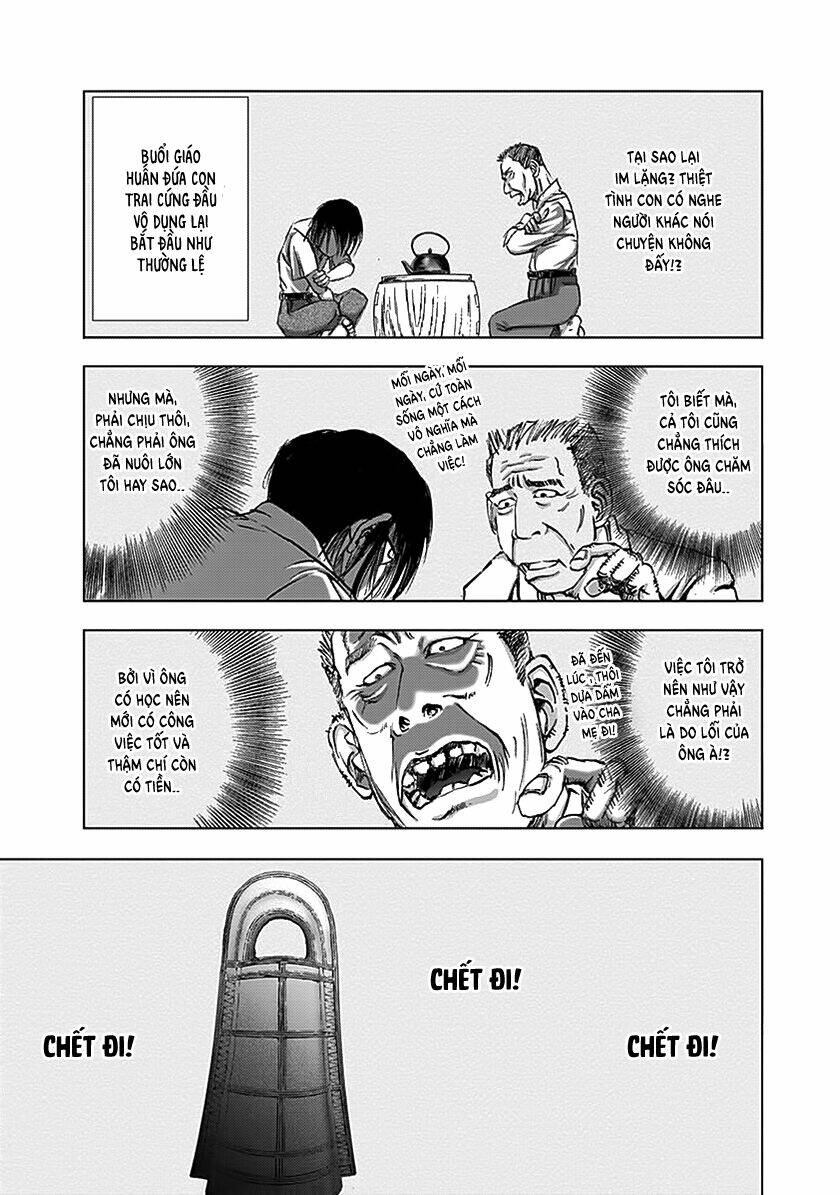 TẠI SAO LẠI
IM LẶNG? THIỆT
TÌNH CON CÓ NGHE
NGƯỜI KHÁC NÓI
CHUYỆN KHÔNG
ĐẤY!?
BUỔI GIÁO
HUẤN ĐỨA CON
TRAI CỨNG ĐẦU
VÔ DỤNG LẠI
BẮT ĐẦU NHƯ
THƯỜNG LỆ
TÔI BIẾT MÀ,
CẢ TÔI CŨNG
CHẲNG THÍCH
ĐƯỢC ÔNG CHĂM
SÓC ĐÂU..
MỖI NGÀY, MỖI
NGÀY, CỨ TOÀN
SỐNG MỘT CÁCH
VÔ NGHĨA MÀ
CHẲNG LÀM
VIỆC!
NHƯNG MÀ,
PHẢI CHỊU THÔI,
CHẲNG PHẢI ÔNG
ĐÃ NUÔI LỚN
TÔI HAY SAO..
VIỆC TÔI TRỞ
NÊN NHƯ VẬY
CHẲNG PHẢI
LÀ DO LỖI CỦA
ÔNG À!?
ĐÃ ĐẾN
LÚC, THÔI
DỰA DẪM
VÀO CHA
MẸ ĐI!
BỞI VÌ ÔNG
CÓ HỌC NÊN
MỚI CÓ CÔNG
VIỆC TỐT VÀ
THẬM CHÍ CÒN
CÓ TIỀN..
CHẾT ĐI!
CHẾT ĐI!
CHẾT ĐI!